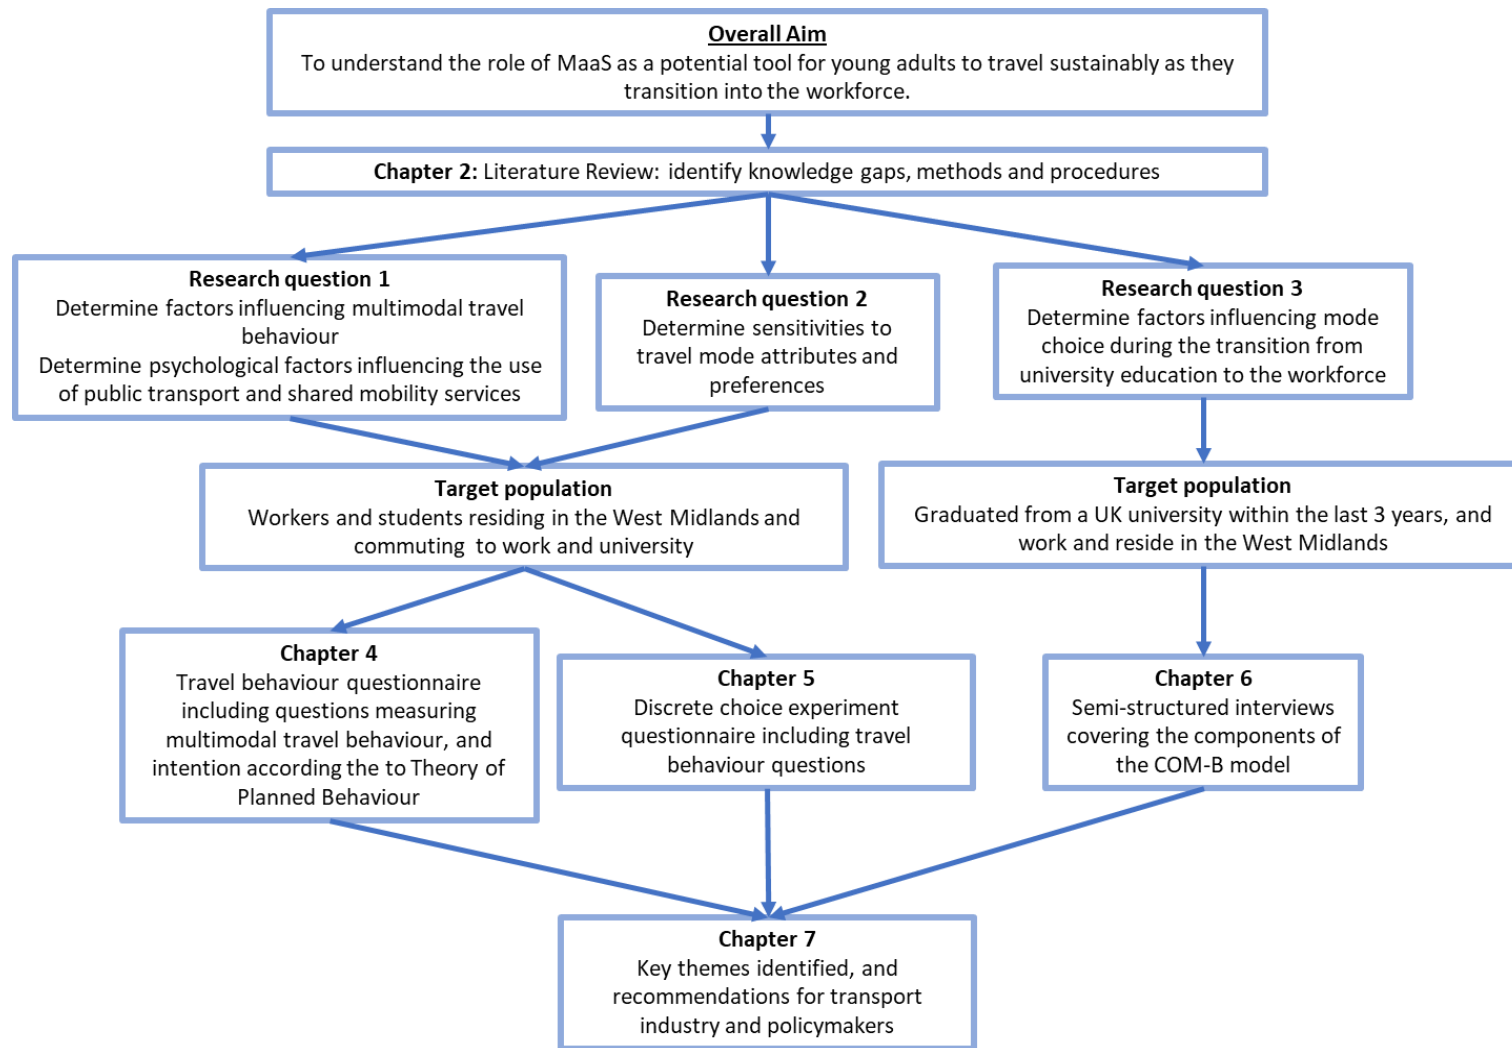 Overall Aim
To understand the role of MaaS as a potential tool for young adults to travel sustainably as they
transition into the workforce.
Chapter 2: Literature Review: identify knowledge gaps, methods and procedures
Research question 1
Determine factors influencing multimodal travel
behaviour
Determine psychological factors influencing the use
of public transport and shared mobility services
Research question 2
Determine sensitivities to
travel mode attributes and
preferences
Research question 3
Determine factors influencing mode
choice during the transition from
university education to the workforce
Target population
Workers and students residing in the West Midlands and
commuting to work and university
Target population
Graduated from a UK university within the last 3 years, and
work and reside in the West Midlands
Chapter 4
Travel behaviour questionnaire
including questions measuring
multimodal travel behaviour, and
intention according the to Theory of
Planned Behaviour
Chapter 5
Discrete choice experiment
questionnaire including travel
behaviour questions
Chapter 6
Semi-structured interviews
covering the components of
the COM-B model
Chapter 7
Key themes identified, and
recommendations for transport
industry and policymakers